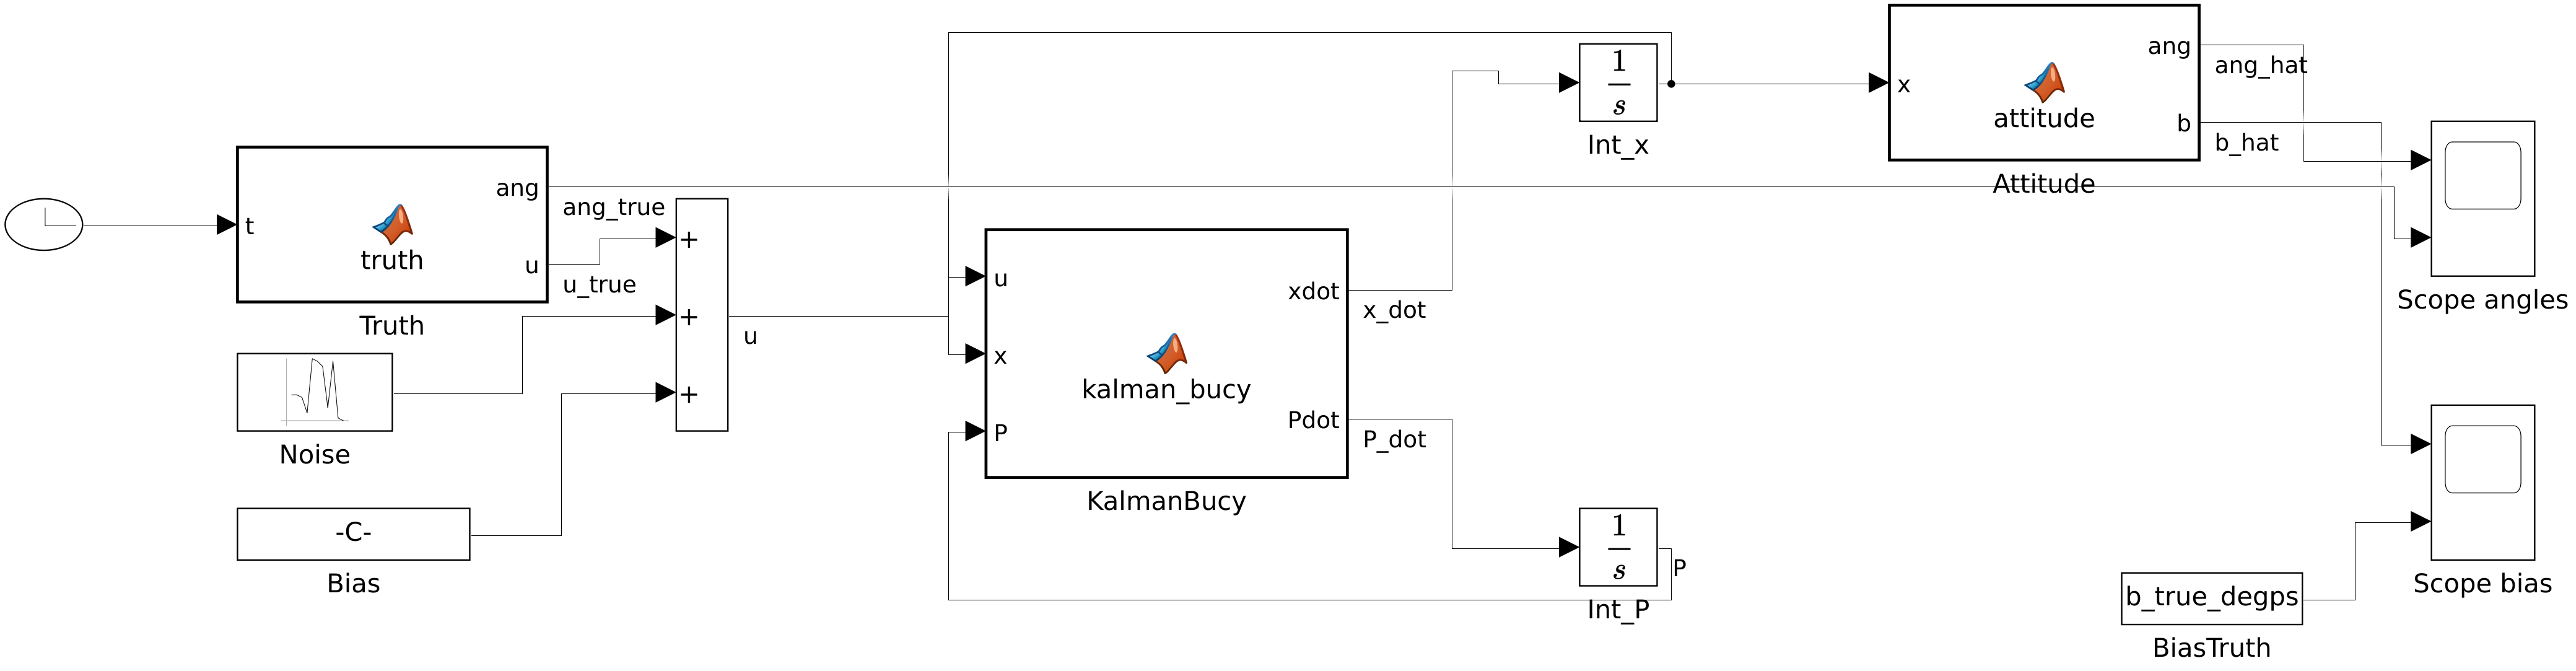 t
ang
u
truth
Truth
ang_true
u_true
Noise
-C-
Bias
+
+
+
u
u
x
P
xdot
Pdot
kalman_bucy
KalmanBucy
x_dot
P_dot
1
s
Int_x
1
s
Int_P
P
x
ang
b
attitude
Attitude
ang_hat
b_hat
Scope angles
Scope bias
b_true_degps
BiasTruth